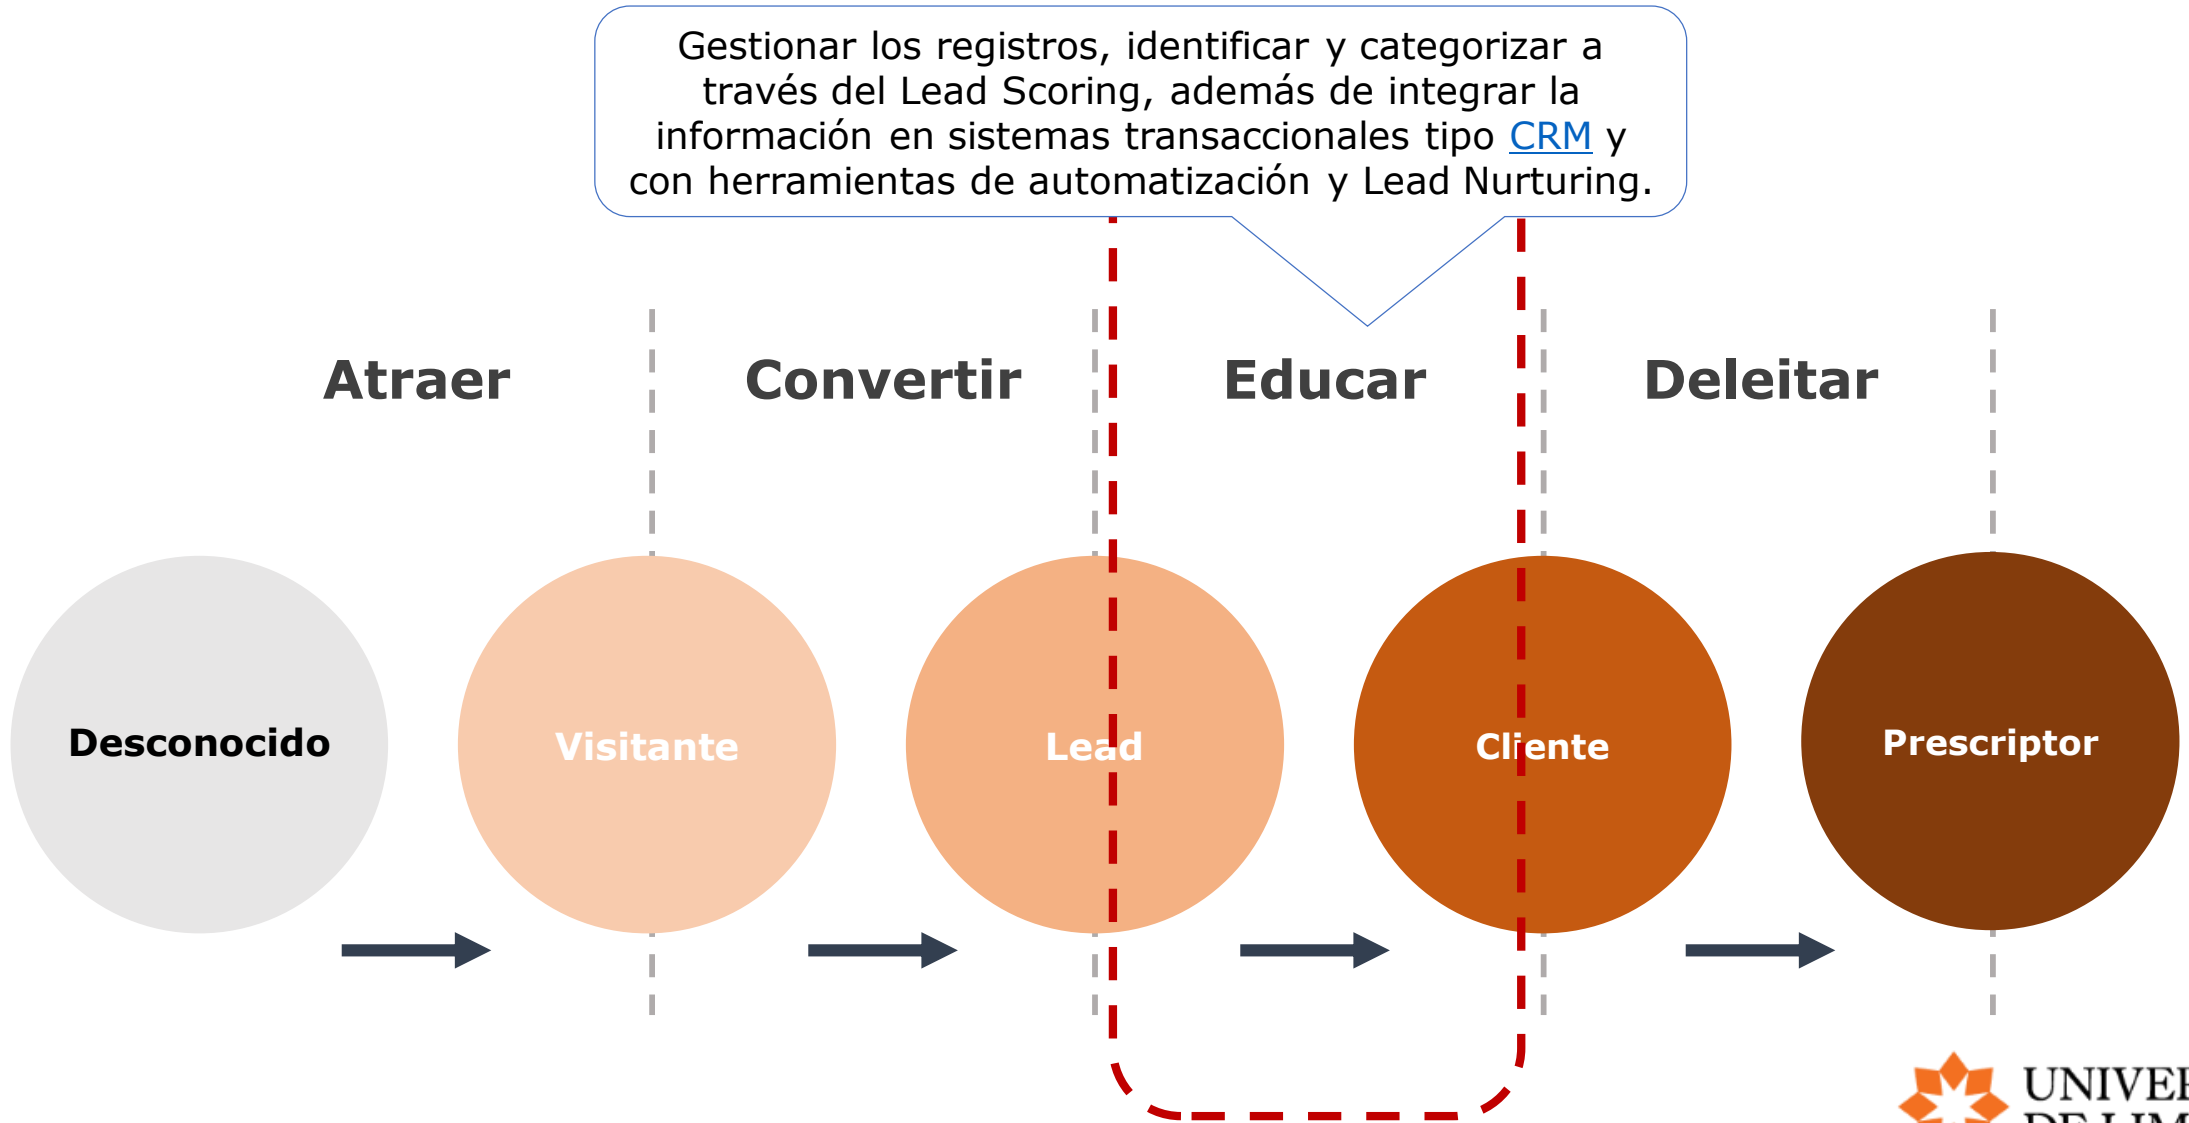 Gestionar los registros, identificar y categorizar a
través del Lead Scoring, además de integrar la
información en sistemas transaccionales tipo CRM y
con herramientas de automatización y Lead Nurturing.
Atraer
Convertir
Educar
Deleitar
Desconocido
Visitante
Lead
Cliente
Prescriptor